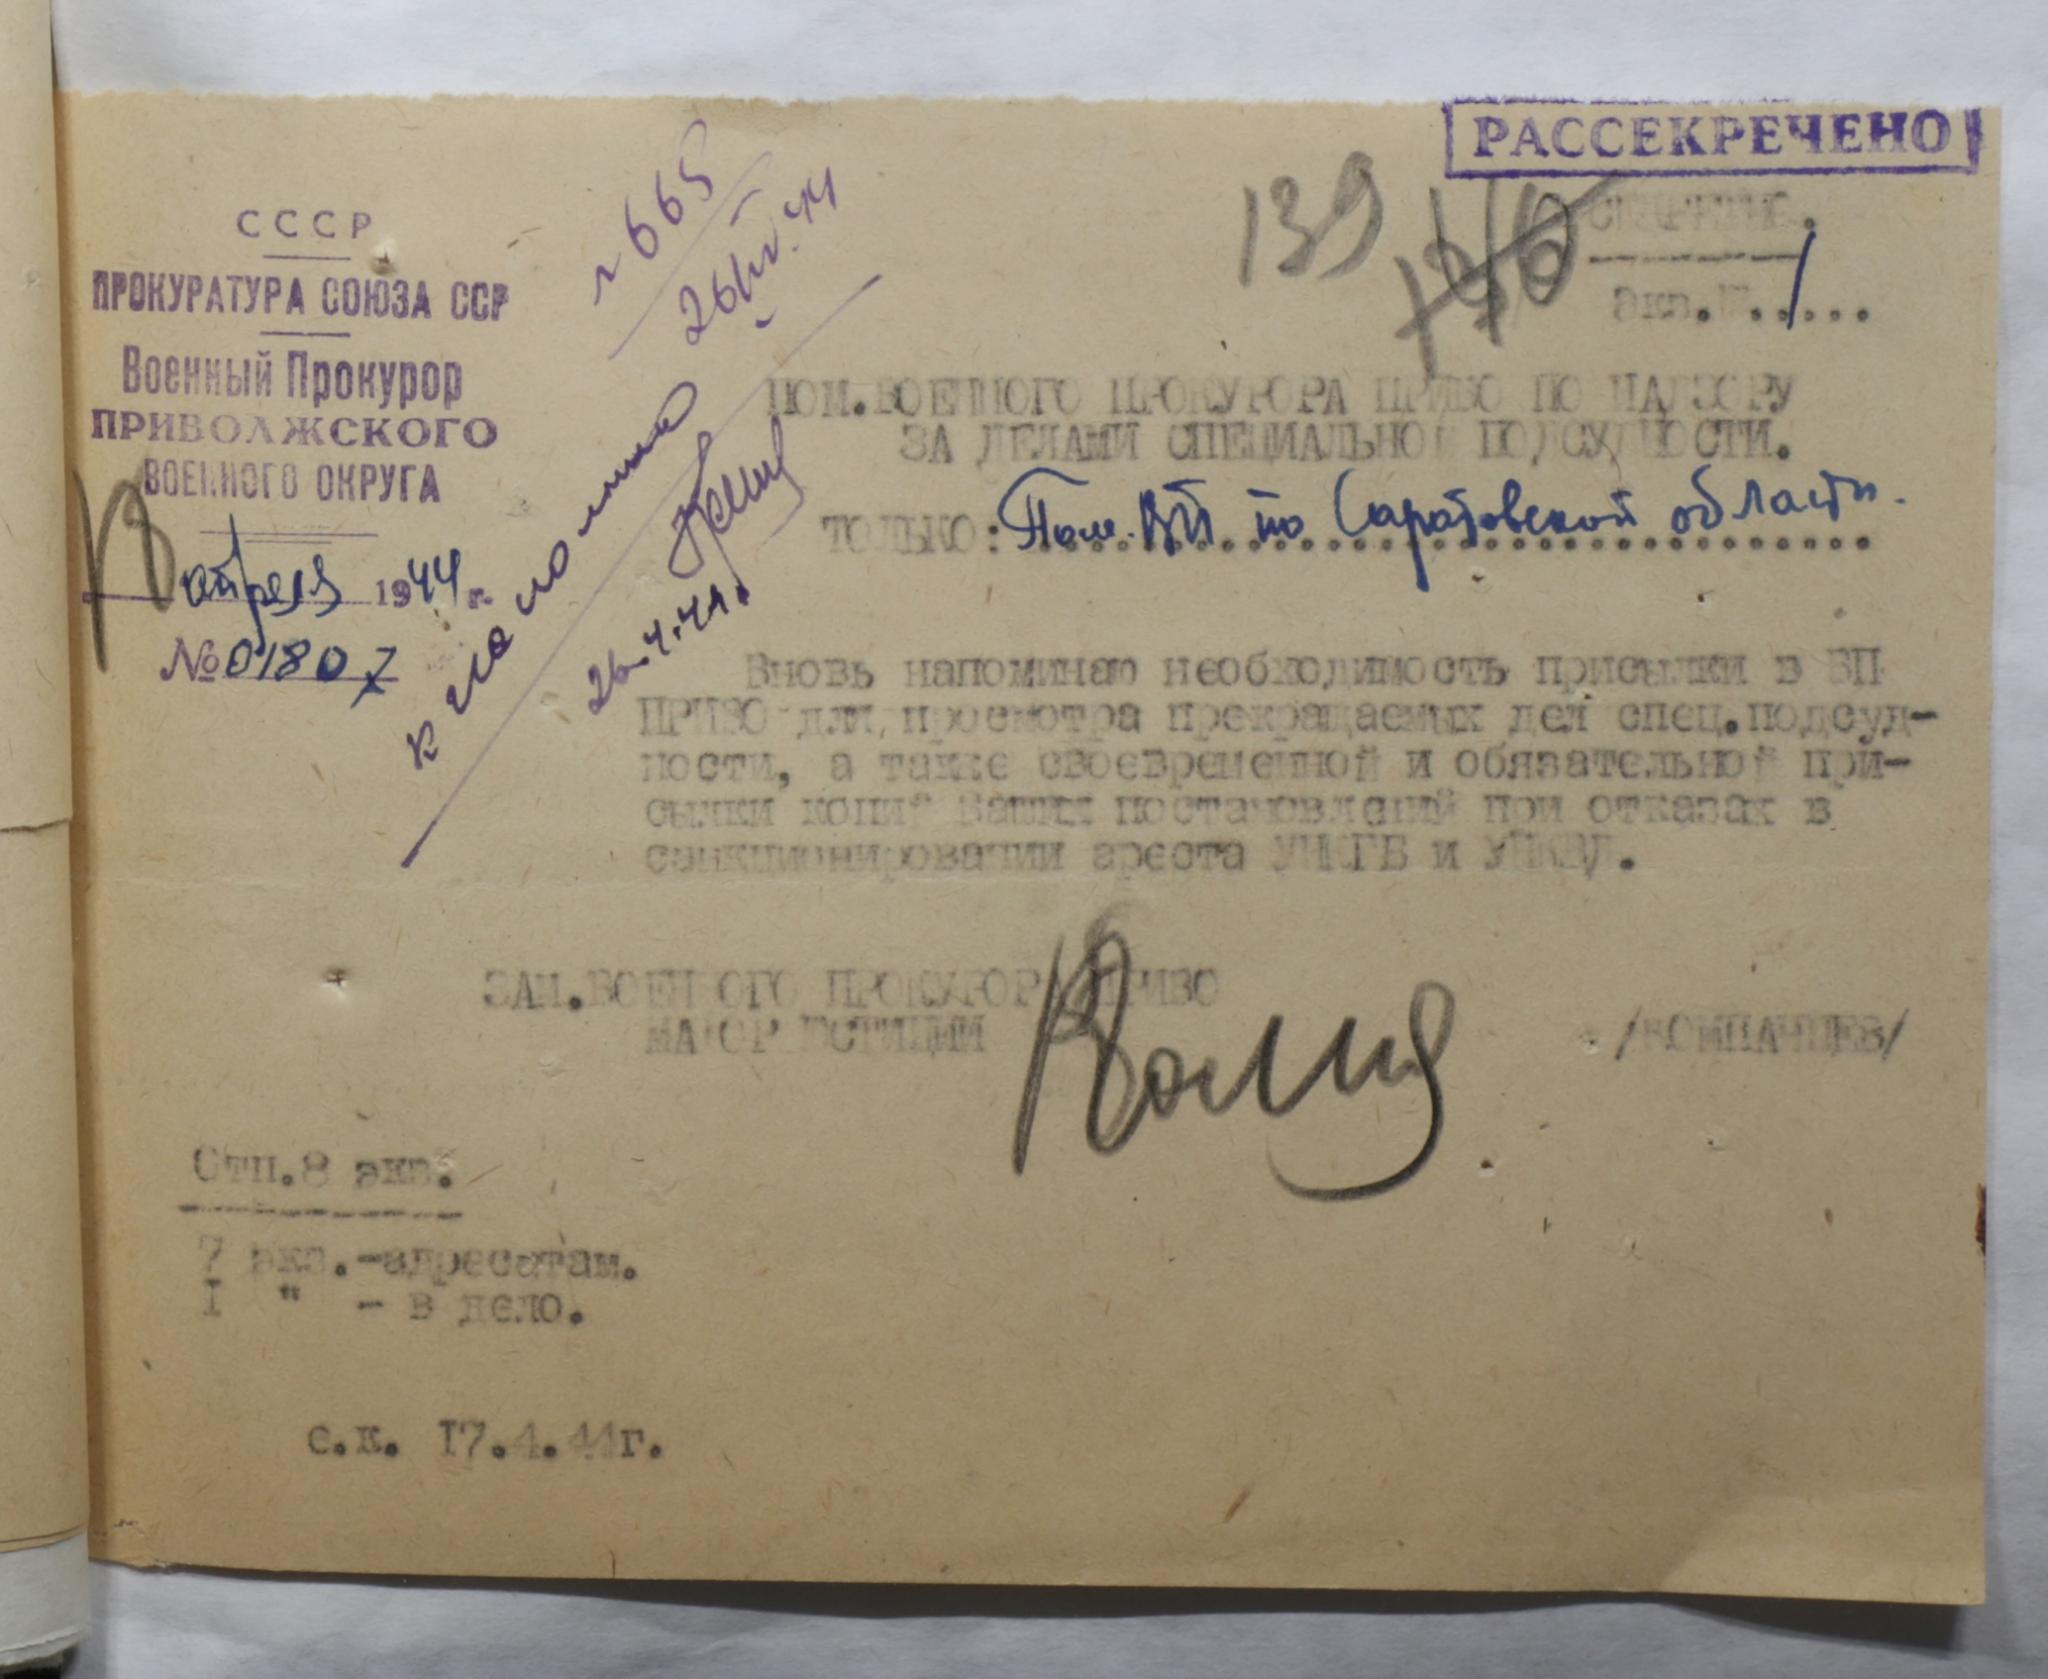 РАССЕКРЕЧЕНО
139
экз.№ 1
СССР
ПРОКУРАТУРА СОЮЗА ССР
Военный Прокурор
ПРИВОЛЖСКОГО
ВОЕННОГО ОКРУГА
18 апреля 1944 г.
№ 01807
26/IV.44
к исполнению
26.4.44.
ПОМ.ВОЕННОГО ПРОКУРОРА ПРИВО ПО НАДЗОРУ
ЗА ДЕЛАМИ СПЕЦИАЛЬНОЙ ПОДСУДНОСТИ.
ТОЛЬКО: Пом. ВП по Саратовской области.
Вновь напоминаю необходимость присылки в ВП
ПРИВО для просмотра прекращаемых дел спец.подсуд-
ности, а также своевременной и обязательной при-
сылки копий Ваших постановлений при отказах в
санкционировании ареста УНКГБ и УНКВД.
ЗАМ.ВОЕННОГО ПРОКУРОРА ПРИВО
МАЙОР ЮСТИЦИИ
/КОМПАНЦЕВ/
Отп.8 экз.
7 экз.-адресатам.
I " - в дело.
е.к. I7.4.44г.